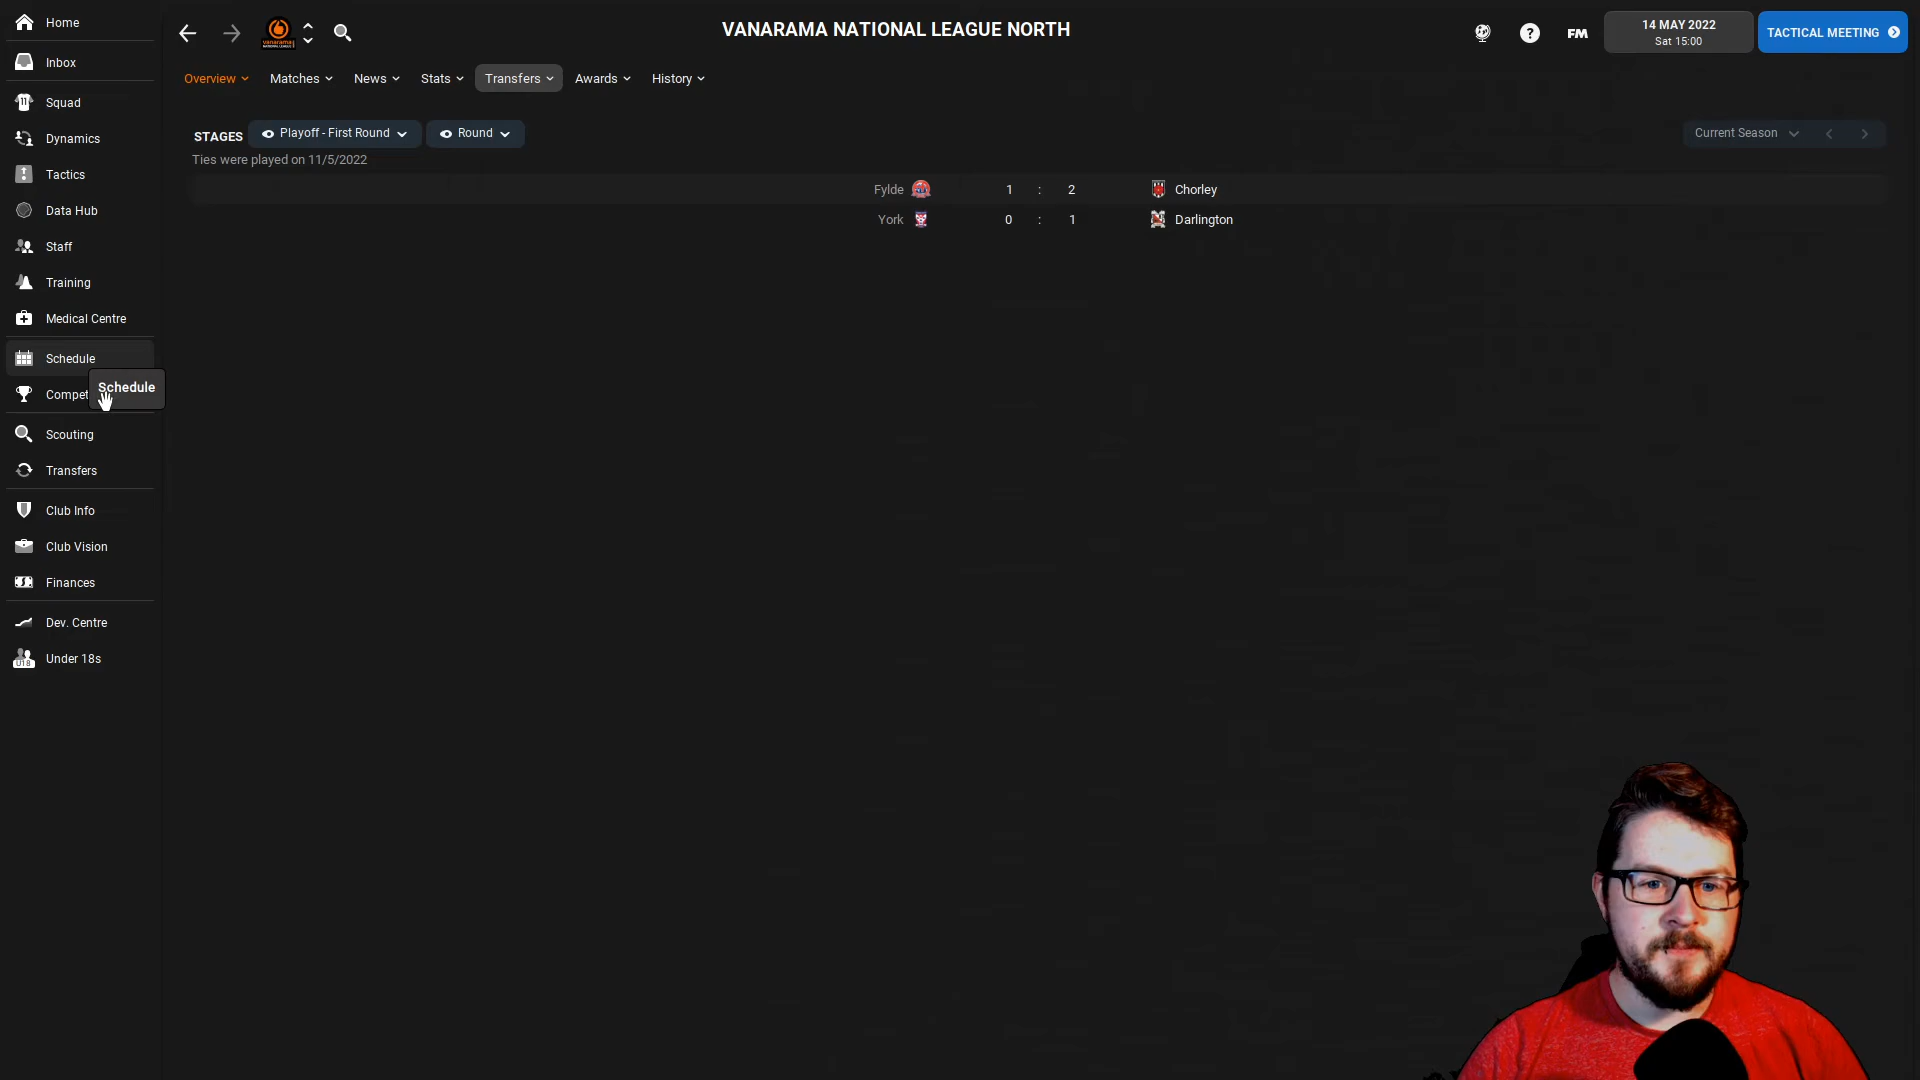 Home
Inbox
Squad
Dynamics
Tactics
Data Hub
Staff
Training
Medical Centre
Schedule
Compet
Schedule
Scouting
Transfers
Club Info
Club Vision
Finances
Dev. Centre
Under 18s
VANARAMA NATIONAL LEAGUE NORTH
? FM
14 MAY 2022
Sat 15:00
TACTICAL MEETING
Overview Matches News Stats Transfers Awards History
STAGES Playoff - First Round Round
Current Season
Ties were played on 11/5/2022
Fylde 1 : 2 Chorley
York 0 : 1 Darlington